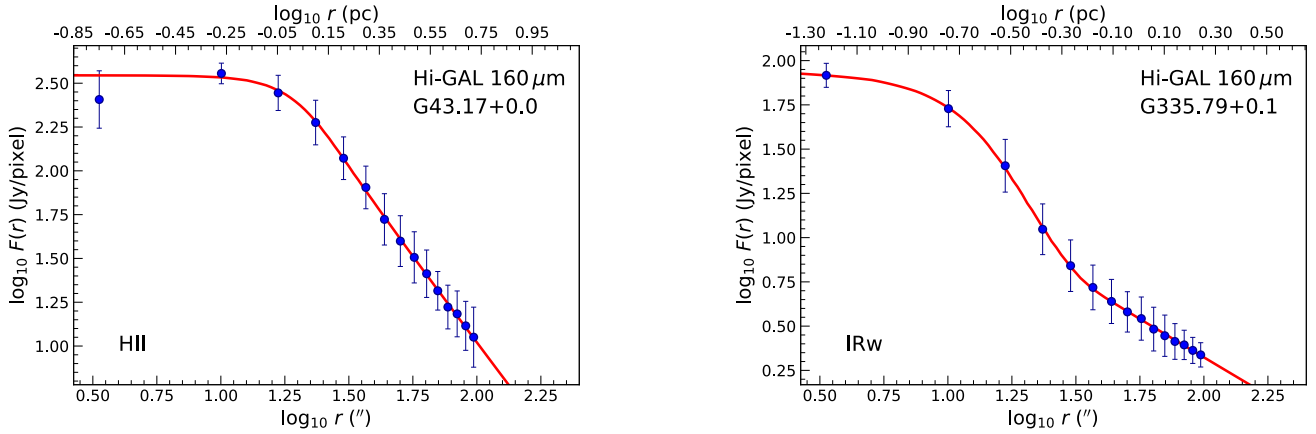 log₁₀ r (pc)
-0.85 -0.65 -0.45 -0.25 -0.05 0.10 0.35 0.55 0.75 0.95
2.50
2.25
2.00
1.75
1.50
1.25
1.00
log₁₀ F(r) (Jy/pixel)
Hi-GAL 160 μm
G43.17+0.0
HII
0.50 0.75 1.00 1.25 1.50 1.75 2.00 2.25
log₁₀ r (″)
log₁₀ r (pc)
-1.30 -1.10 -0.90 -0.70 -0.50 -0.30 -0.10 0.10 0.30 0.50
2.00
1.75
1.50
1.25
1.00
0.75
0.50
0.25
log₁₀ F(r) (Jy/pixel)
Hi-GAL 160 μm
G335.79+0.1
IRw
0.50 0.75 1.00 1.25 1.50 1.75 2.00 2.25
log₁₀ r (″)